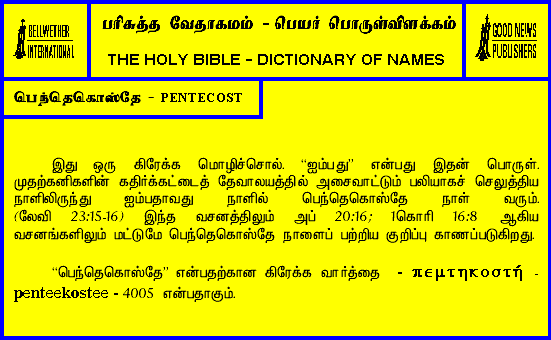 BELLWETHER
INTERNATIONAL
பரிசுத்த வேதாகமம் - பெயர் பொருள்விளக்கம்
THE HOLY BIBLE - DICTIONARY OF NAMES
GOOD NEWS
PUBLISHERS
பெந்தெகொஸ்தே - PENTECOST
இது ஒரு கிரேக்க மொழிச்சொல். “ஐம்பது” என்பது இதன் பொருள்.
முதற்கனிகளின் கதிர்க்கட்டைத் தேவாலயத்தில் அசைவாட்டும் பலியாகச் செலுத்திய
நாளிலிருந்து ஐம்பதாவது நாளில் பெந்தெகொஸ்தே நாள் வரும்.
(லேவி 23:15-16) இந்த வசனத்திலும் அப் 20:16; 1கொரி 16:8 ஆகிய
வசனங்களிலும் மட்டுமே பெந்தெகொஸ்தே நாளைப் பற்றிய குறிப்பு காணப்படுகிறது.
“பெந்தெகொஸ்தே” என்பதற்கான கிரேக்க வார்த்தை - πεμτηκοστή -
penteekostee - 4005 என்பதாகும்.